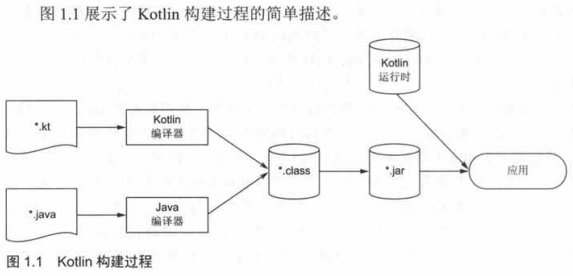 图 1.1 展示了 Kotlin 构建过程的简单描述。
Kotlin
运行时
*.kt
Kotlin
编译器
*.class
*.jar
应用
*.java
Java
编译器
图 1.1 Kotlin 构建过程